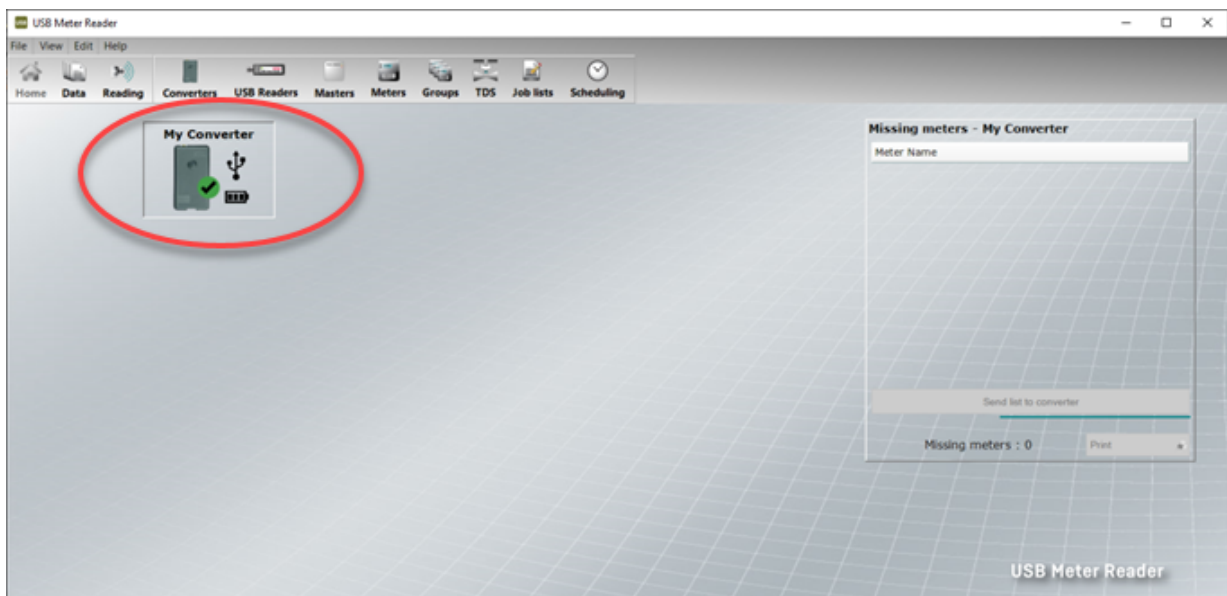 USB USB Meter Reader
File View Edit Help
Home Data Reading Converters USB Readers Masters Meters Groups TDS Job lists Scheduling
My Converter
Missing meters - My Converter
Meter Name
Send list to converter
Missing meters : 0
Print
USB Meter Reader